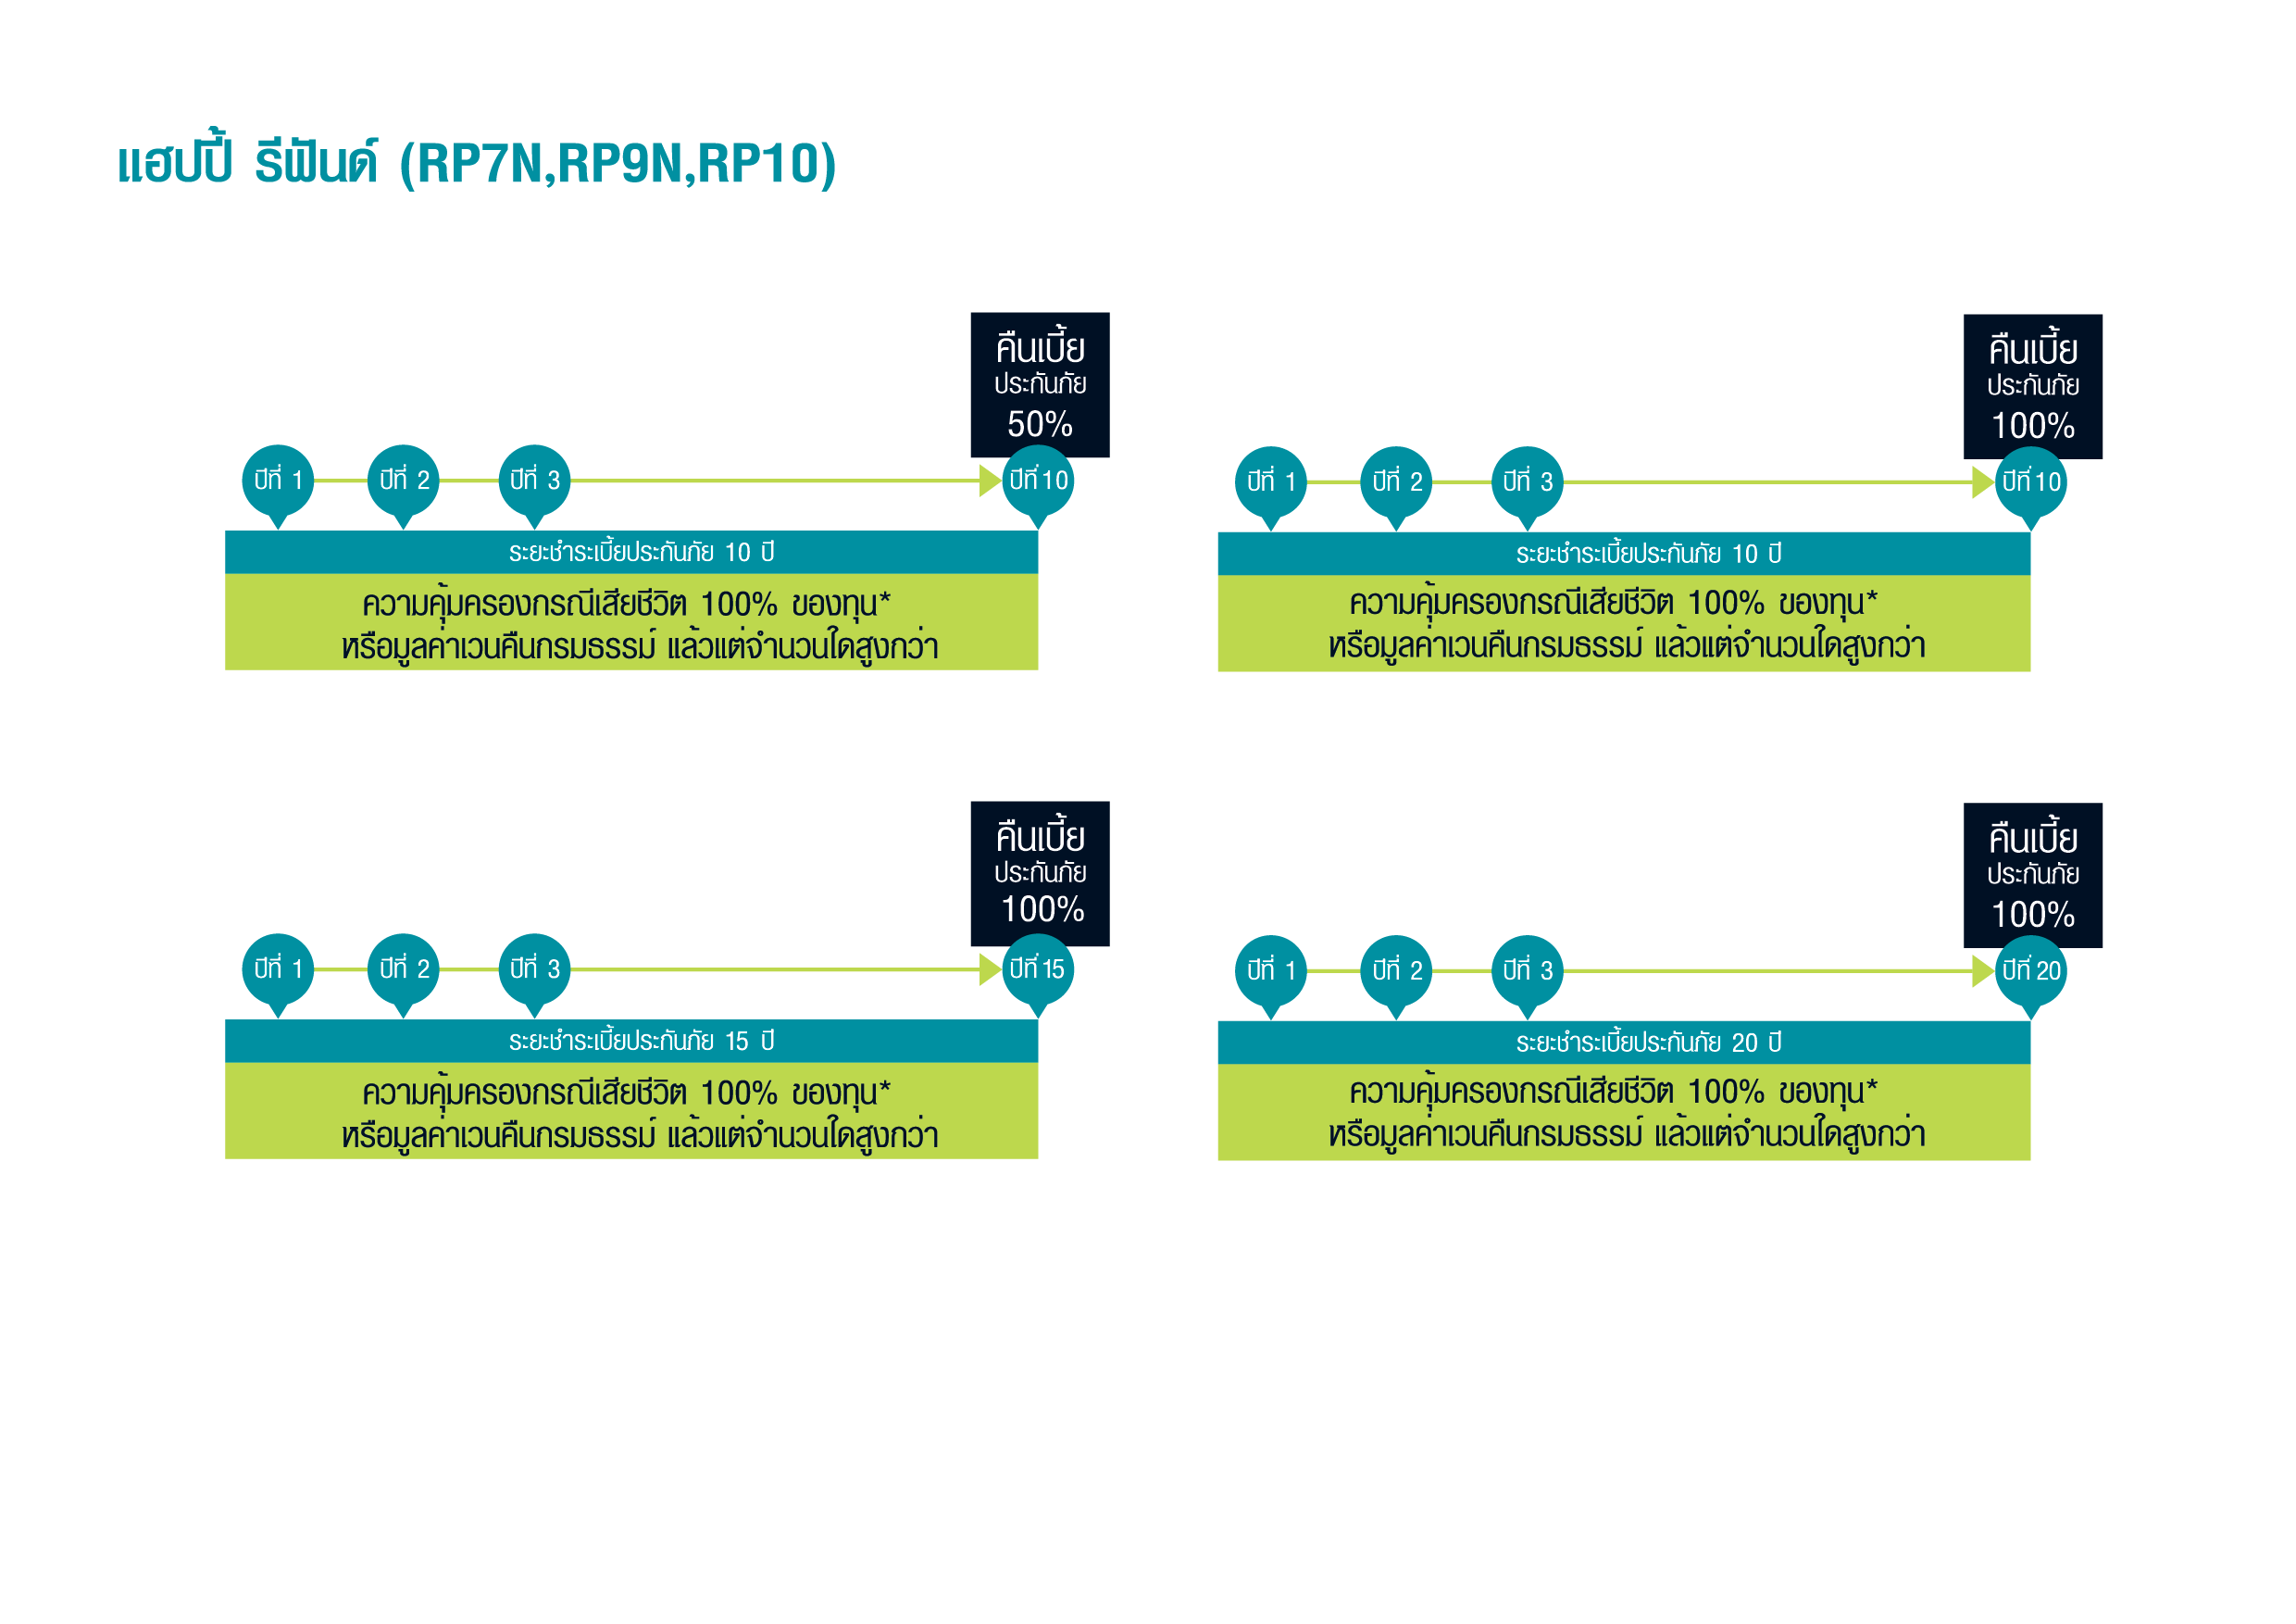 แฮปปี้ รีฟันด์ (RP7N,RP9N,RP10)
คืนเบี้ย
ประกันภัย
50%
ปีที่ 1
ปีที่ 2
ปีที่ 3
ปีที่ 10
ระยะชำระเบี้ยประกันภัย 10 ปี
ความคุ้มครองกรณีเสียชีวิต 100% ของทุน*
หรือมูลค่าเวนคืนกรมธรรม์ แล้วแต่จำนวนใดสูงกว่า
คืนเบี้ย
ประกันภัย
100%
ปีที่ 1
ปีที่ 2
ปีที่ 3
ปีที่ 10
ระยะชำระเบี้ยประกันภัย 10 ปี
ความคุ้มครองกรณีเสียชีวิต 100% ของทุน*
หรือมูลค่าเวนคืนกรมธรรม์ แล้วแต่จำนวนใดสูงกว่า
คืนเบี้ย
ประกันภัย
100%
ปีที่ 1
ปีที่ 2
ปีที่ 3
ปีที่ 15
ระยะชำระเบี้ยประกันภัย 15 ปี
ความคุ้มครองกรณีเสียชีวิต 100% ของทุน*
หรือมูลค่าเวนคืนกรมธรรม์ แล้วแต่จำนวนใดสูงกว่า
คืนเบี้ย
ประกันภัย
100%
ปีที่ 1
ปีที่ 2
ปีที่ 3
ปีที่ 20
ระยะชำระเบี้ยประกันภัย 20 ปี
ความคุ้มครองกรณีเสียชีวิต 100% ของทุน*
หรือมูลค่าเวนคืนกรมธรรม์ แล้วแต่จำนวนใดสูงกว่า